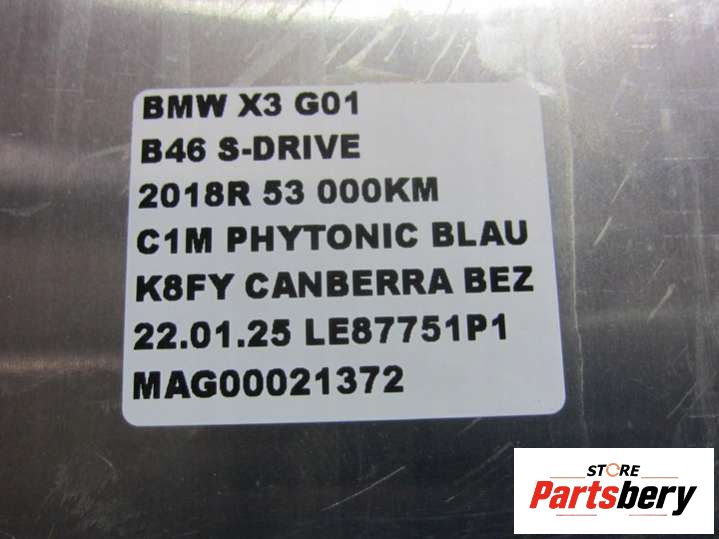 BMW X3 G01
B46 S-DRIVE
2018R 53 000KM
C1M PHYTONIC BLAU
K8FY CANBERRA BEZ
22.01.25 LE87751P1
MAG00021372
STORE
Partsbery